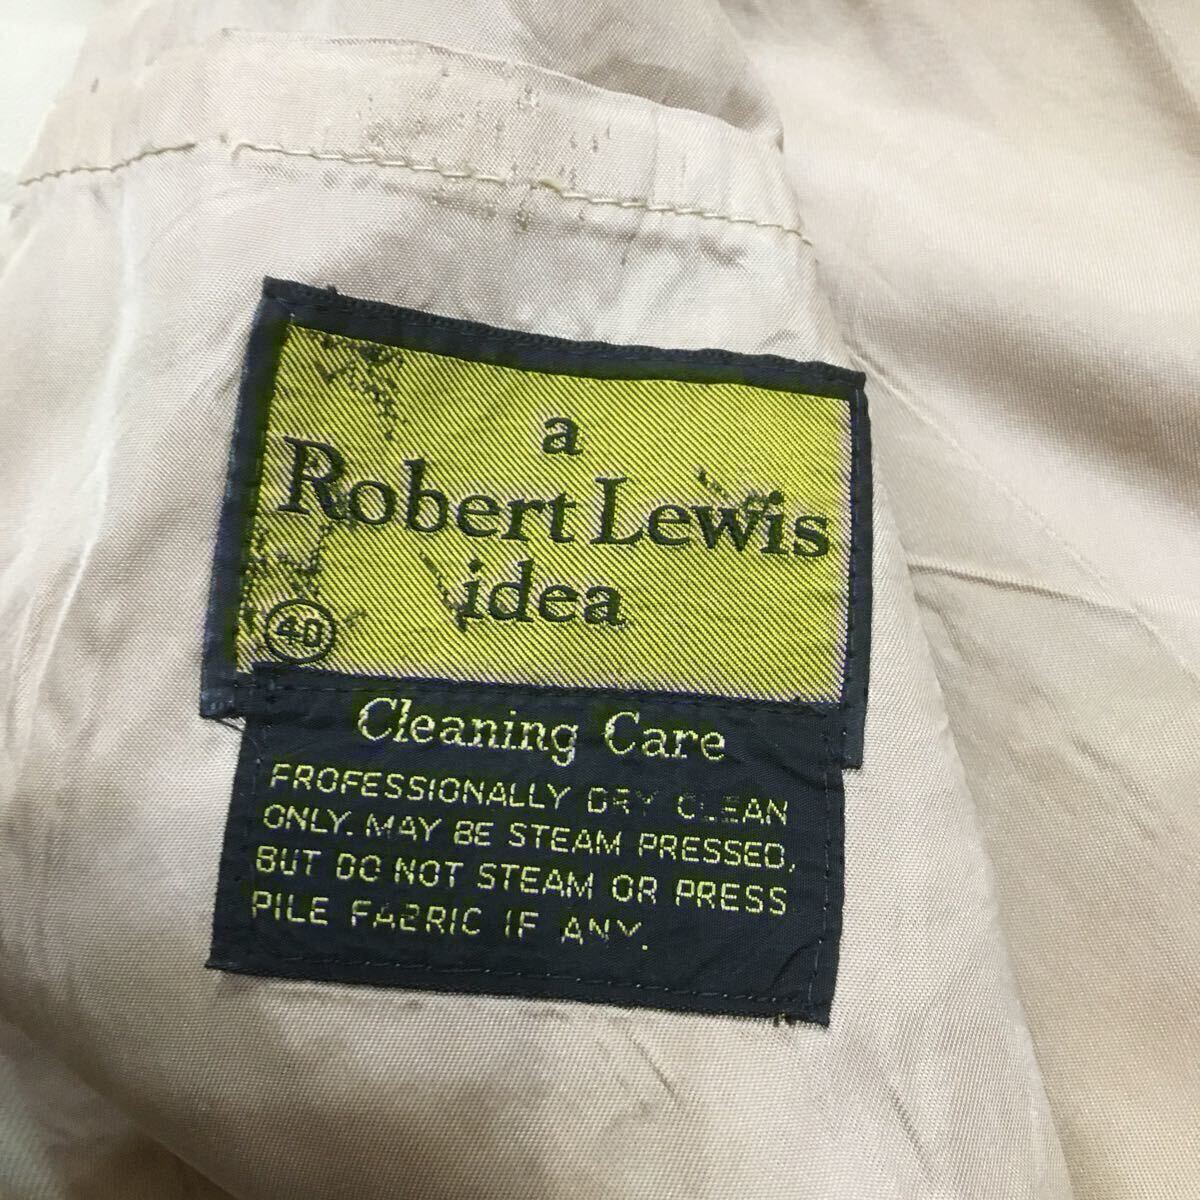 a
Robert Lewis
idea
40
Cleaning Care
PROFESSIONALLY DRY CLEAN
ONLY. MAY BE STEAM PRESSED,
BUT DO NOT STEAM OR PRESS
PILE FABRIC IF ANY.